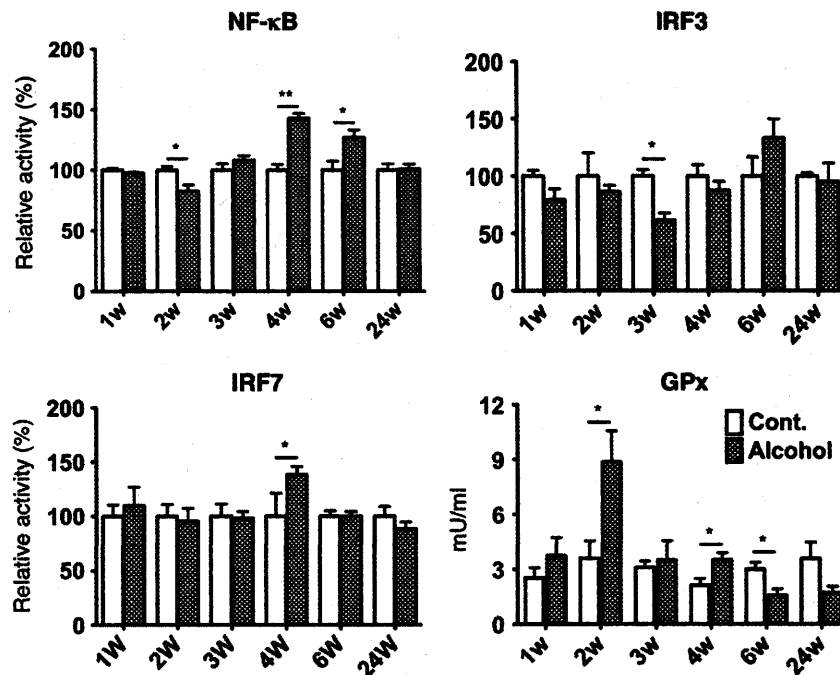 NF-κB
Relative activity (%)
200
150
100
50
0
*
**
*
1w 2w 3w 4w 6w 24w
IRF3
200
150
100
50
0
*
1w 2w 3w 4w 6w 24w
IRF7
Relative activity (%)
200
150
100
50
0
*
1W 2W 3W 4W 6W 24W
GPx
mU/ml
12
9
6
3
0
Cont.
Alcohol
*
*
*
1w 2w 3w 4w 6w 24w